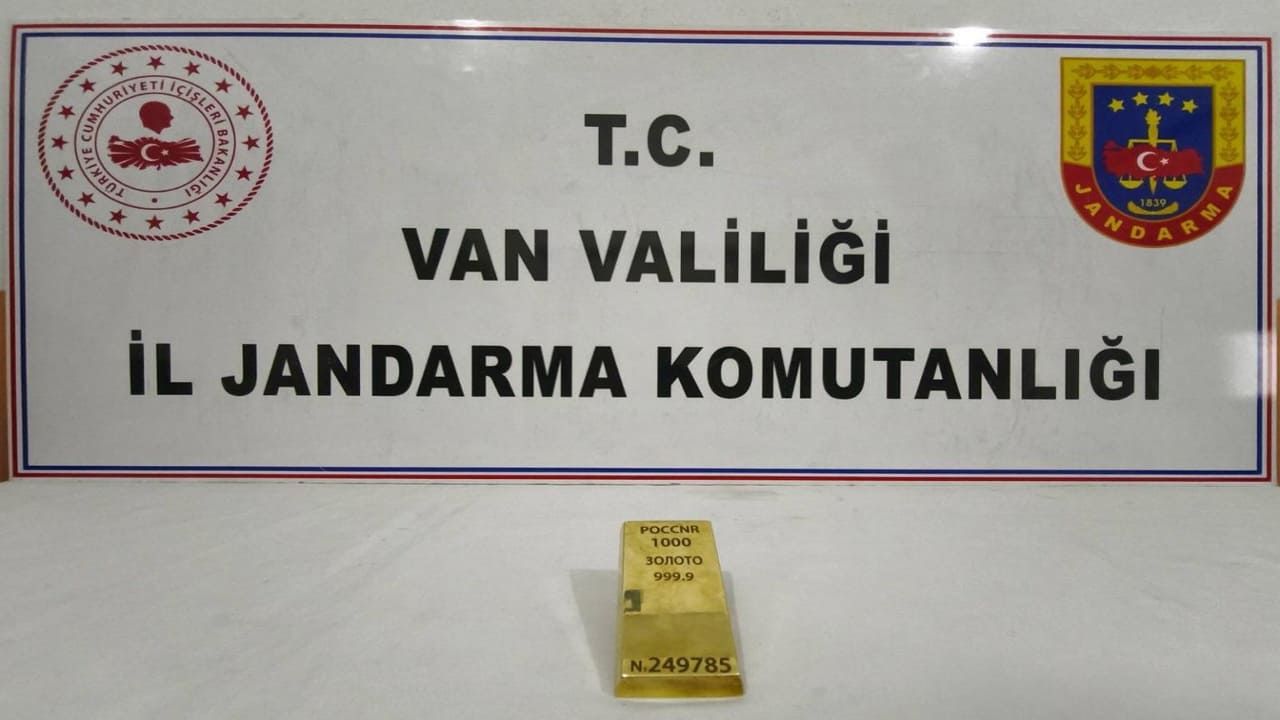 TÜRKİYE CUMHURİYETİ İÇİŞLERİ BAKANLIĞI
T.C.
VAN VALİLİĞİ
İL JANDARMA KOMUTANLIĞI
1839
JANDARMA
POCCNR
1000
ЗОЛОТО
999.9
N.249785